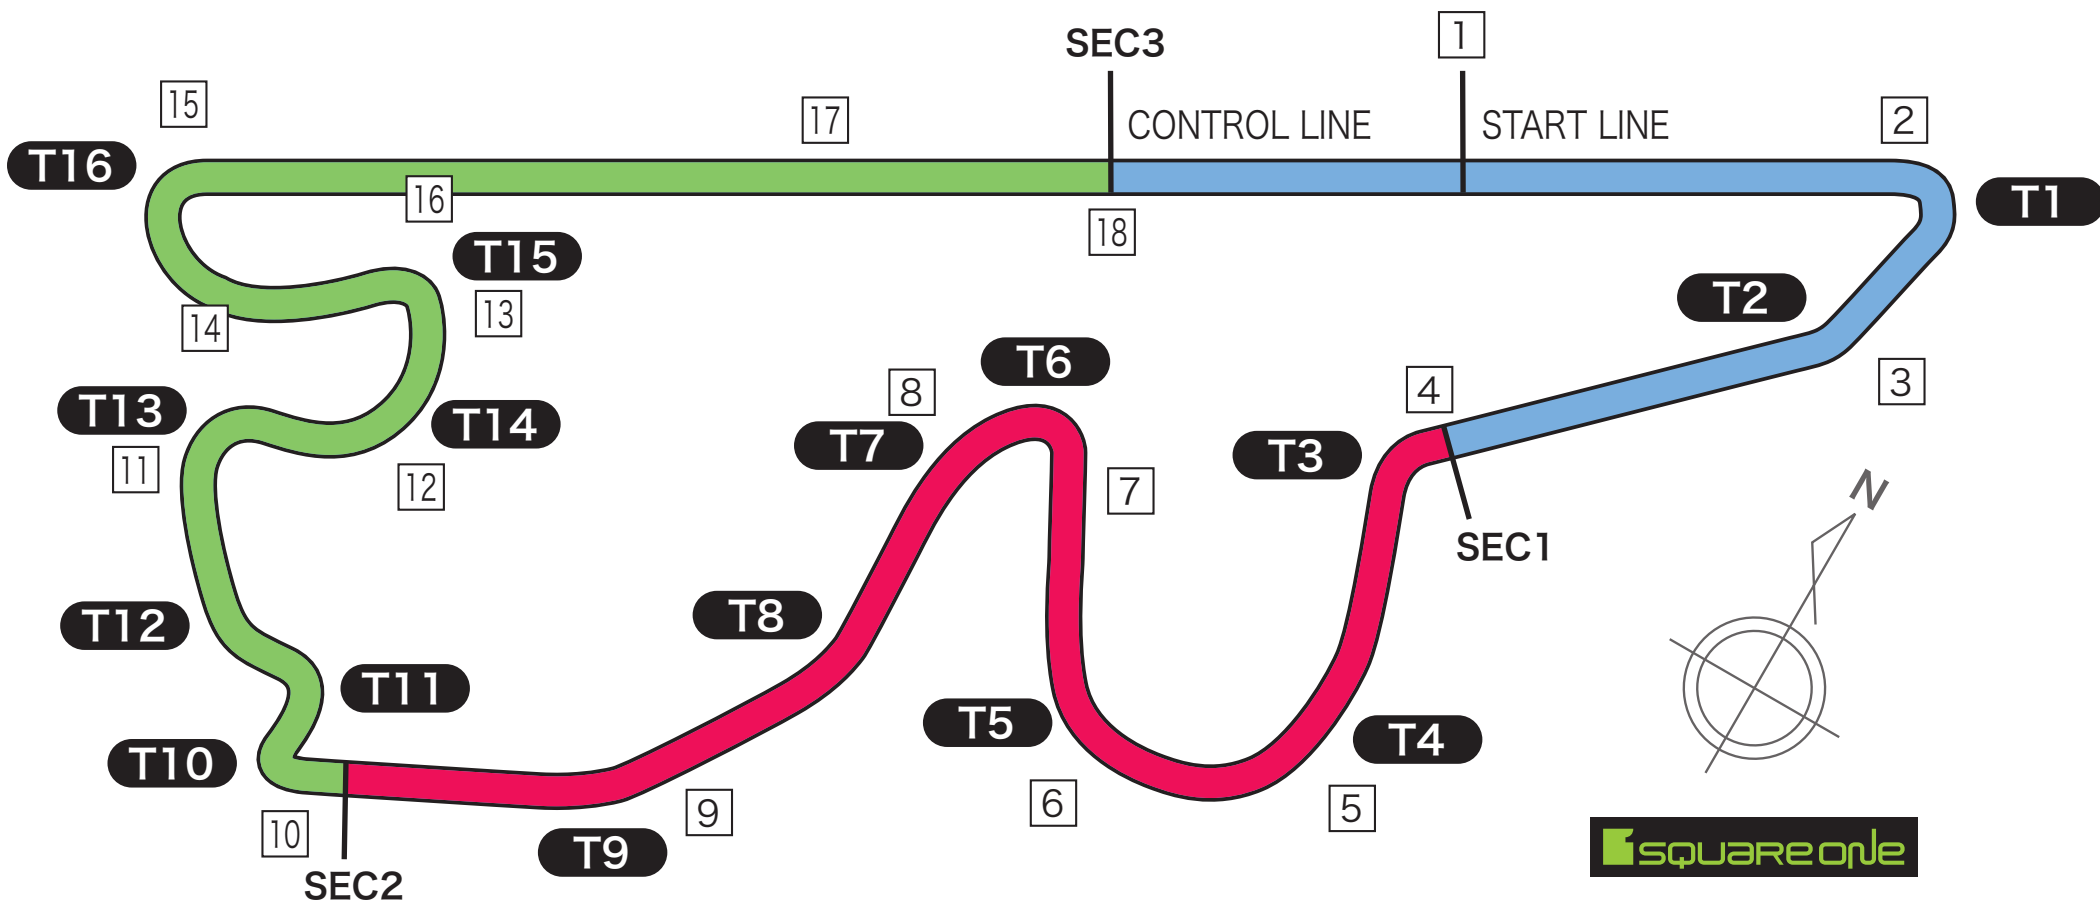 1
SEC3
15
17
CONTROL LINE
START LINE
2
T16
16
T1
18
T15
13
T2
14
T6
3
8
4
T13
T14
T7
T3
11
12
7
N
SEC1
T8
T12
T11
T5
T4
T10
6
5
9
10
T9
SEC2
SQUARE ONE